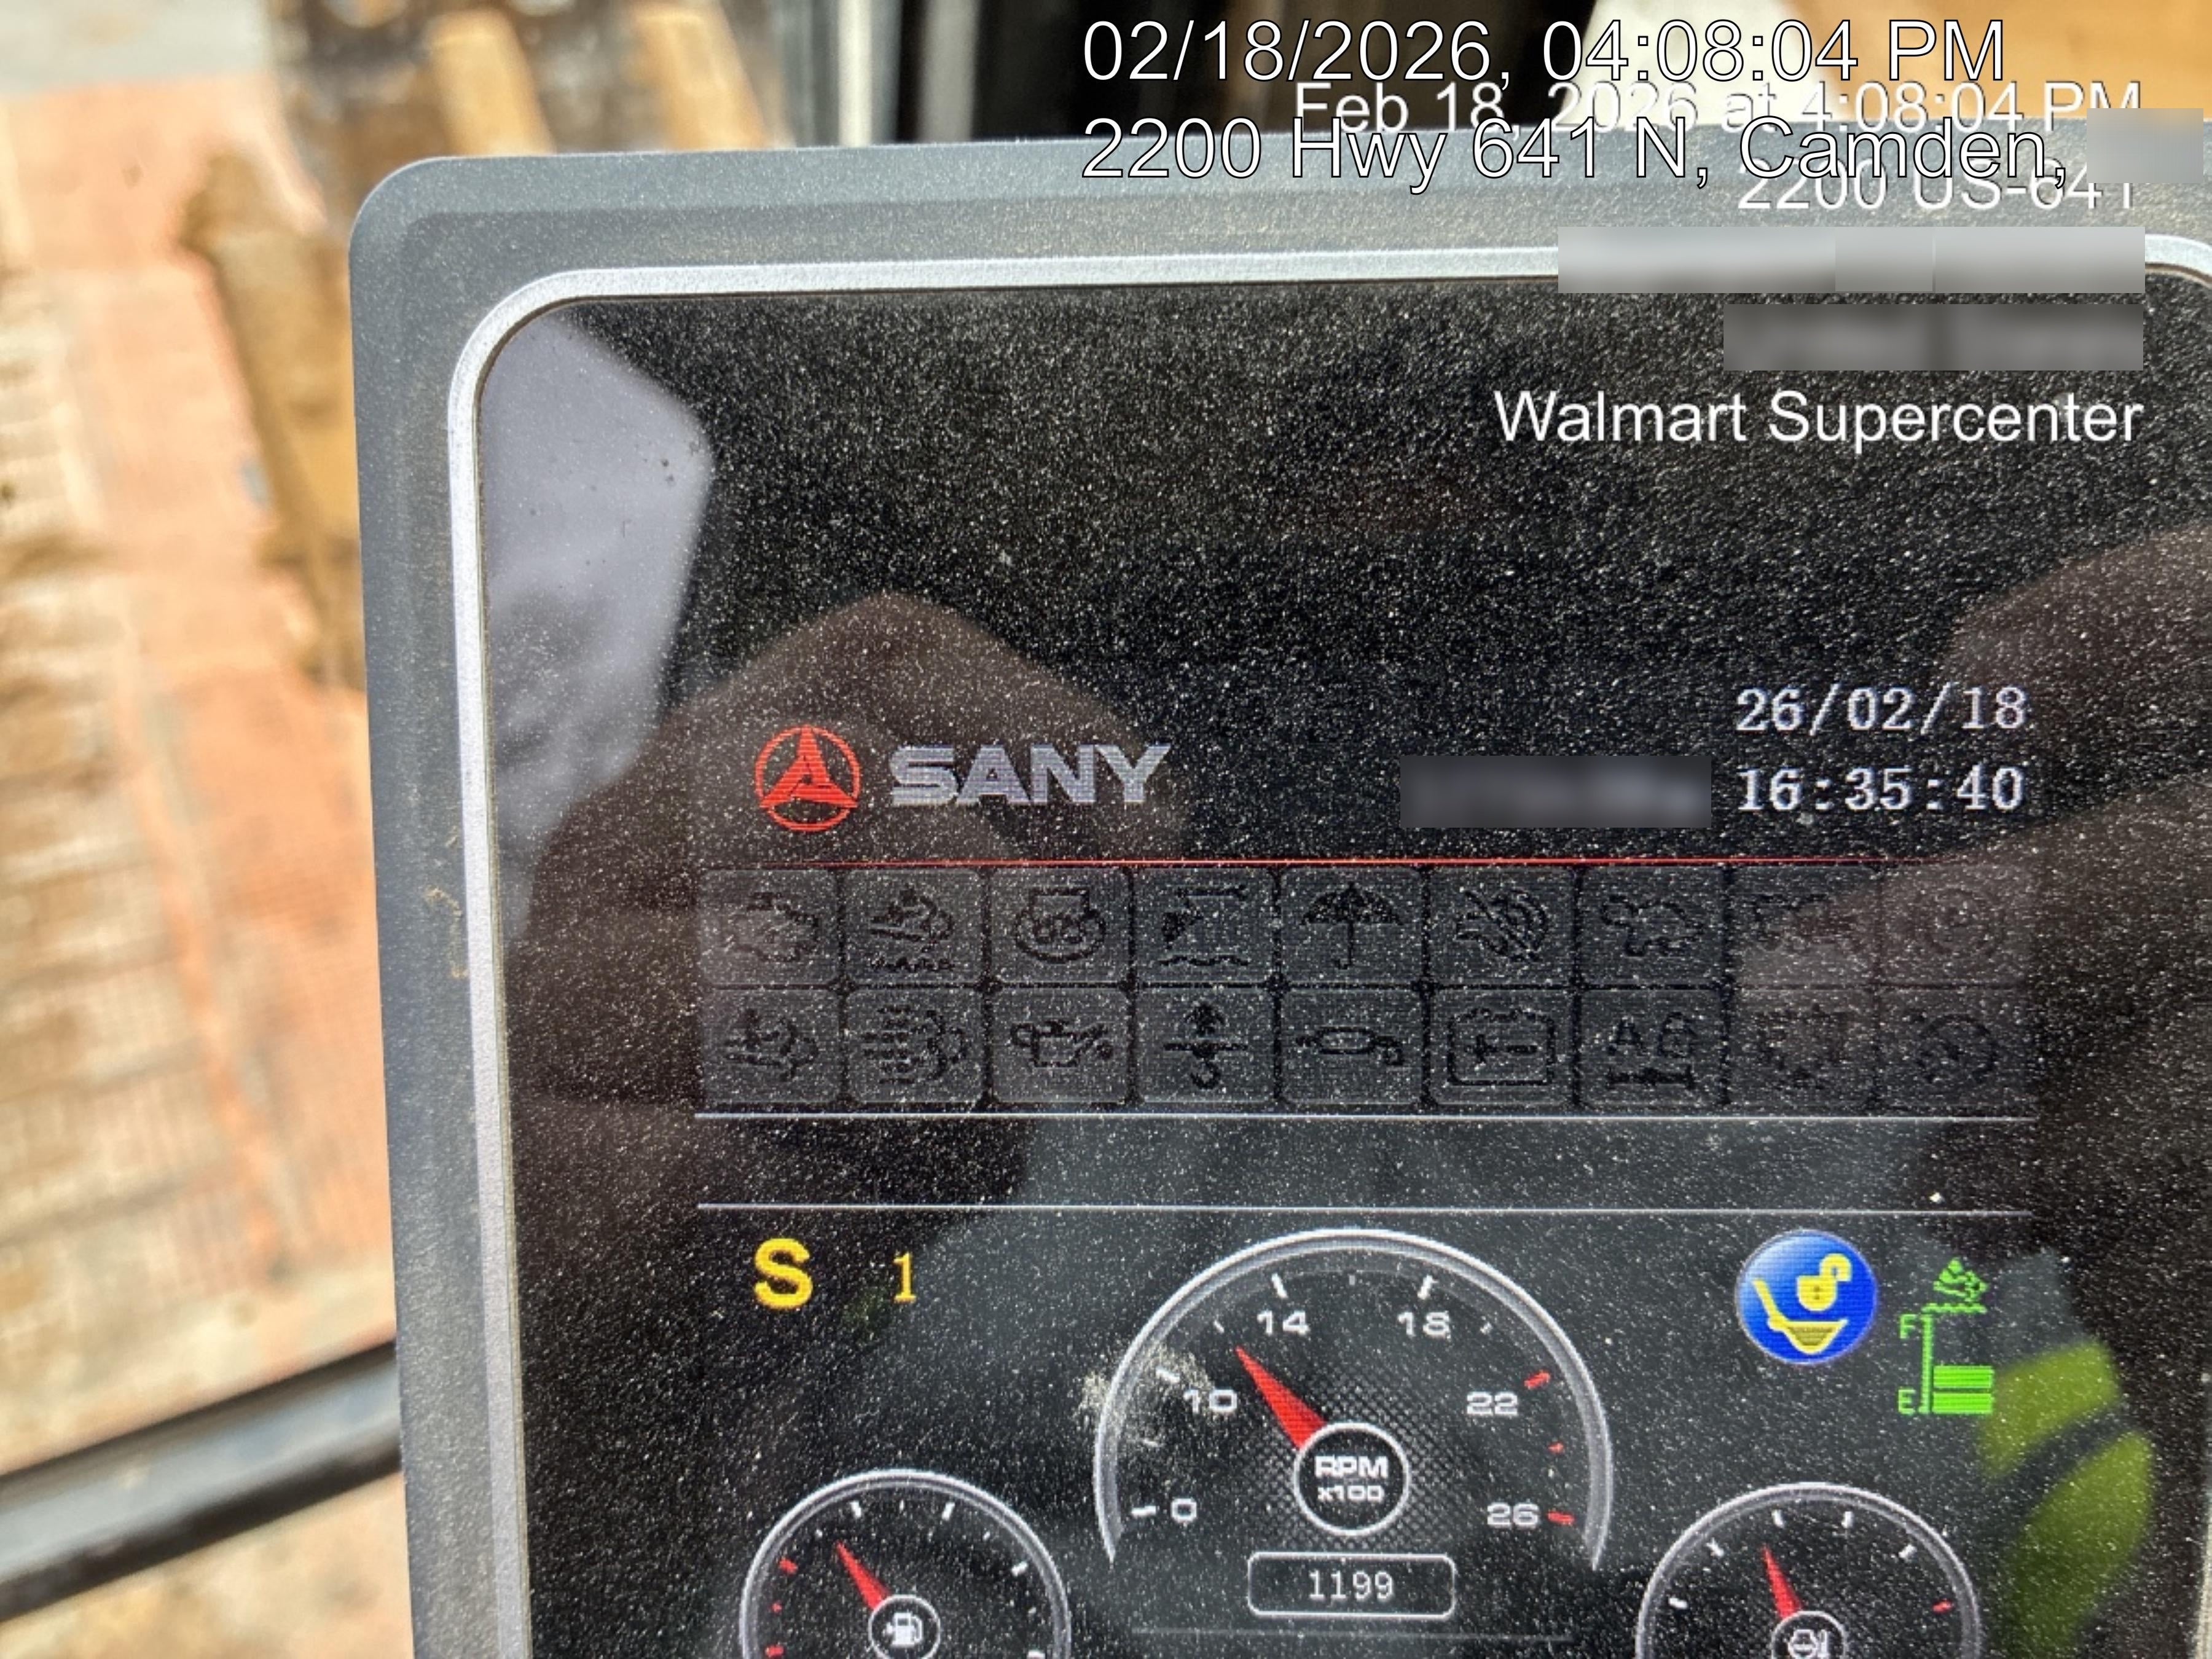 02/18/2026, 04:08:04 PM
Feb 18, 2026 at 4:08:04 PM
2200 Hwy 641 N, Camden,
2200 US-641
Walmart Supercenter
26/02/18
SANY
16:35:40
AC
S 1
14 18
10 22
0 26
RPM
x100
F
E
1199